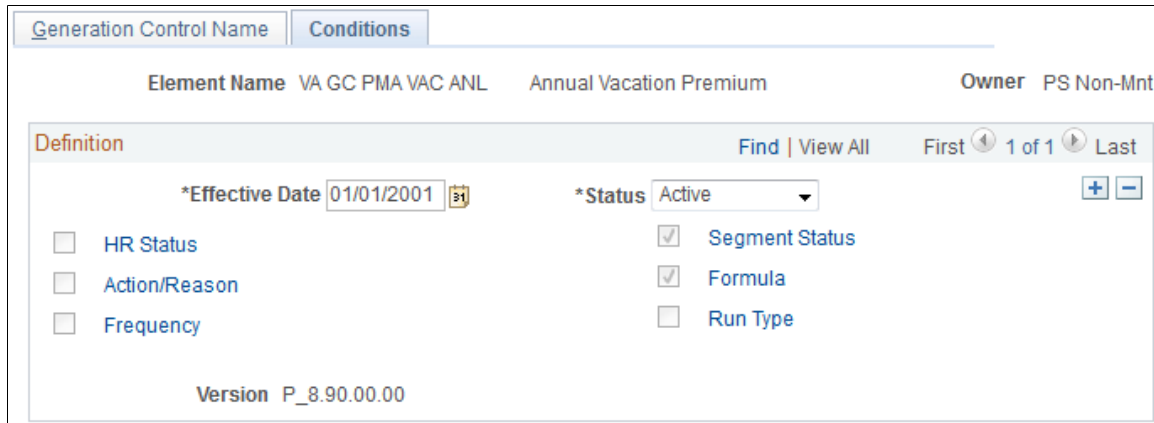 Generation Control Name Conditions
Element Name VA GC PMA VAC ANL Annual Vacation Premium Owner PS Non-Mnt
Definition Find | View All First 1 of 1 Last
*Effective Date 01/01/2001 31 *Status Active
HR Status Segment Status
Action/Reason Formula
Frequency Run Type
Version P_8.90.00.00